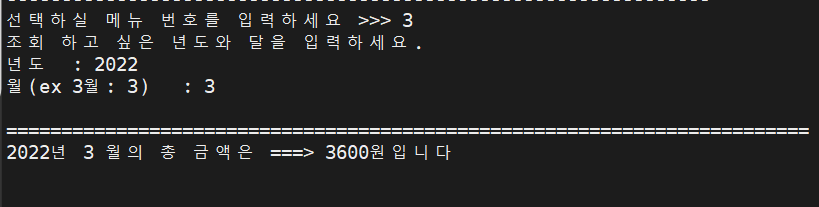 선택하실 메뉴 번호를 입력하세요 >>> 3
조회 하고 싶은 년도와 달을 입력하세요.
년도 : 2022
월(ex 3월: 3) : 3
=========================================================================
2022년 3 월의 총 금액은 ===> 3600원입니다